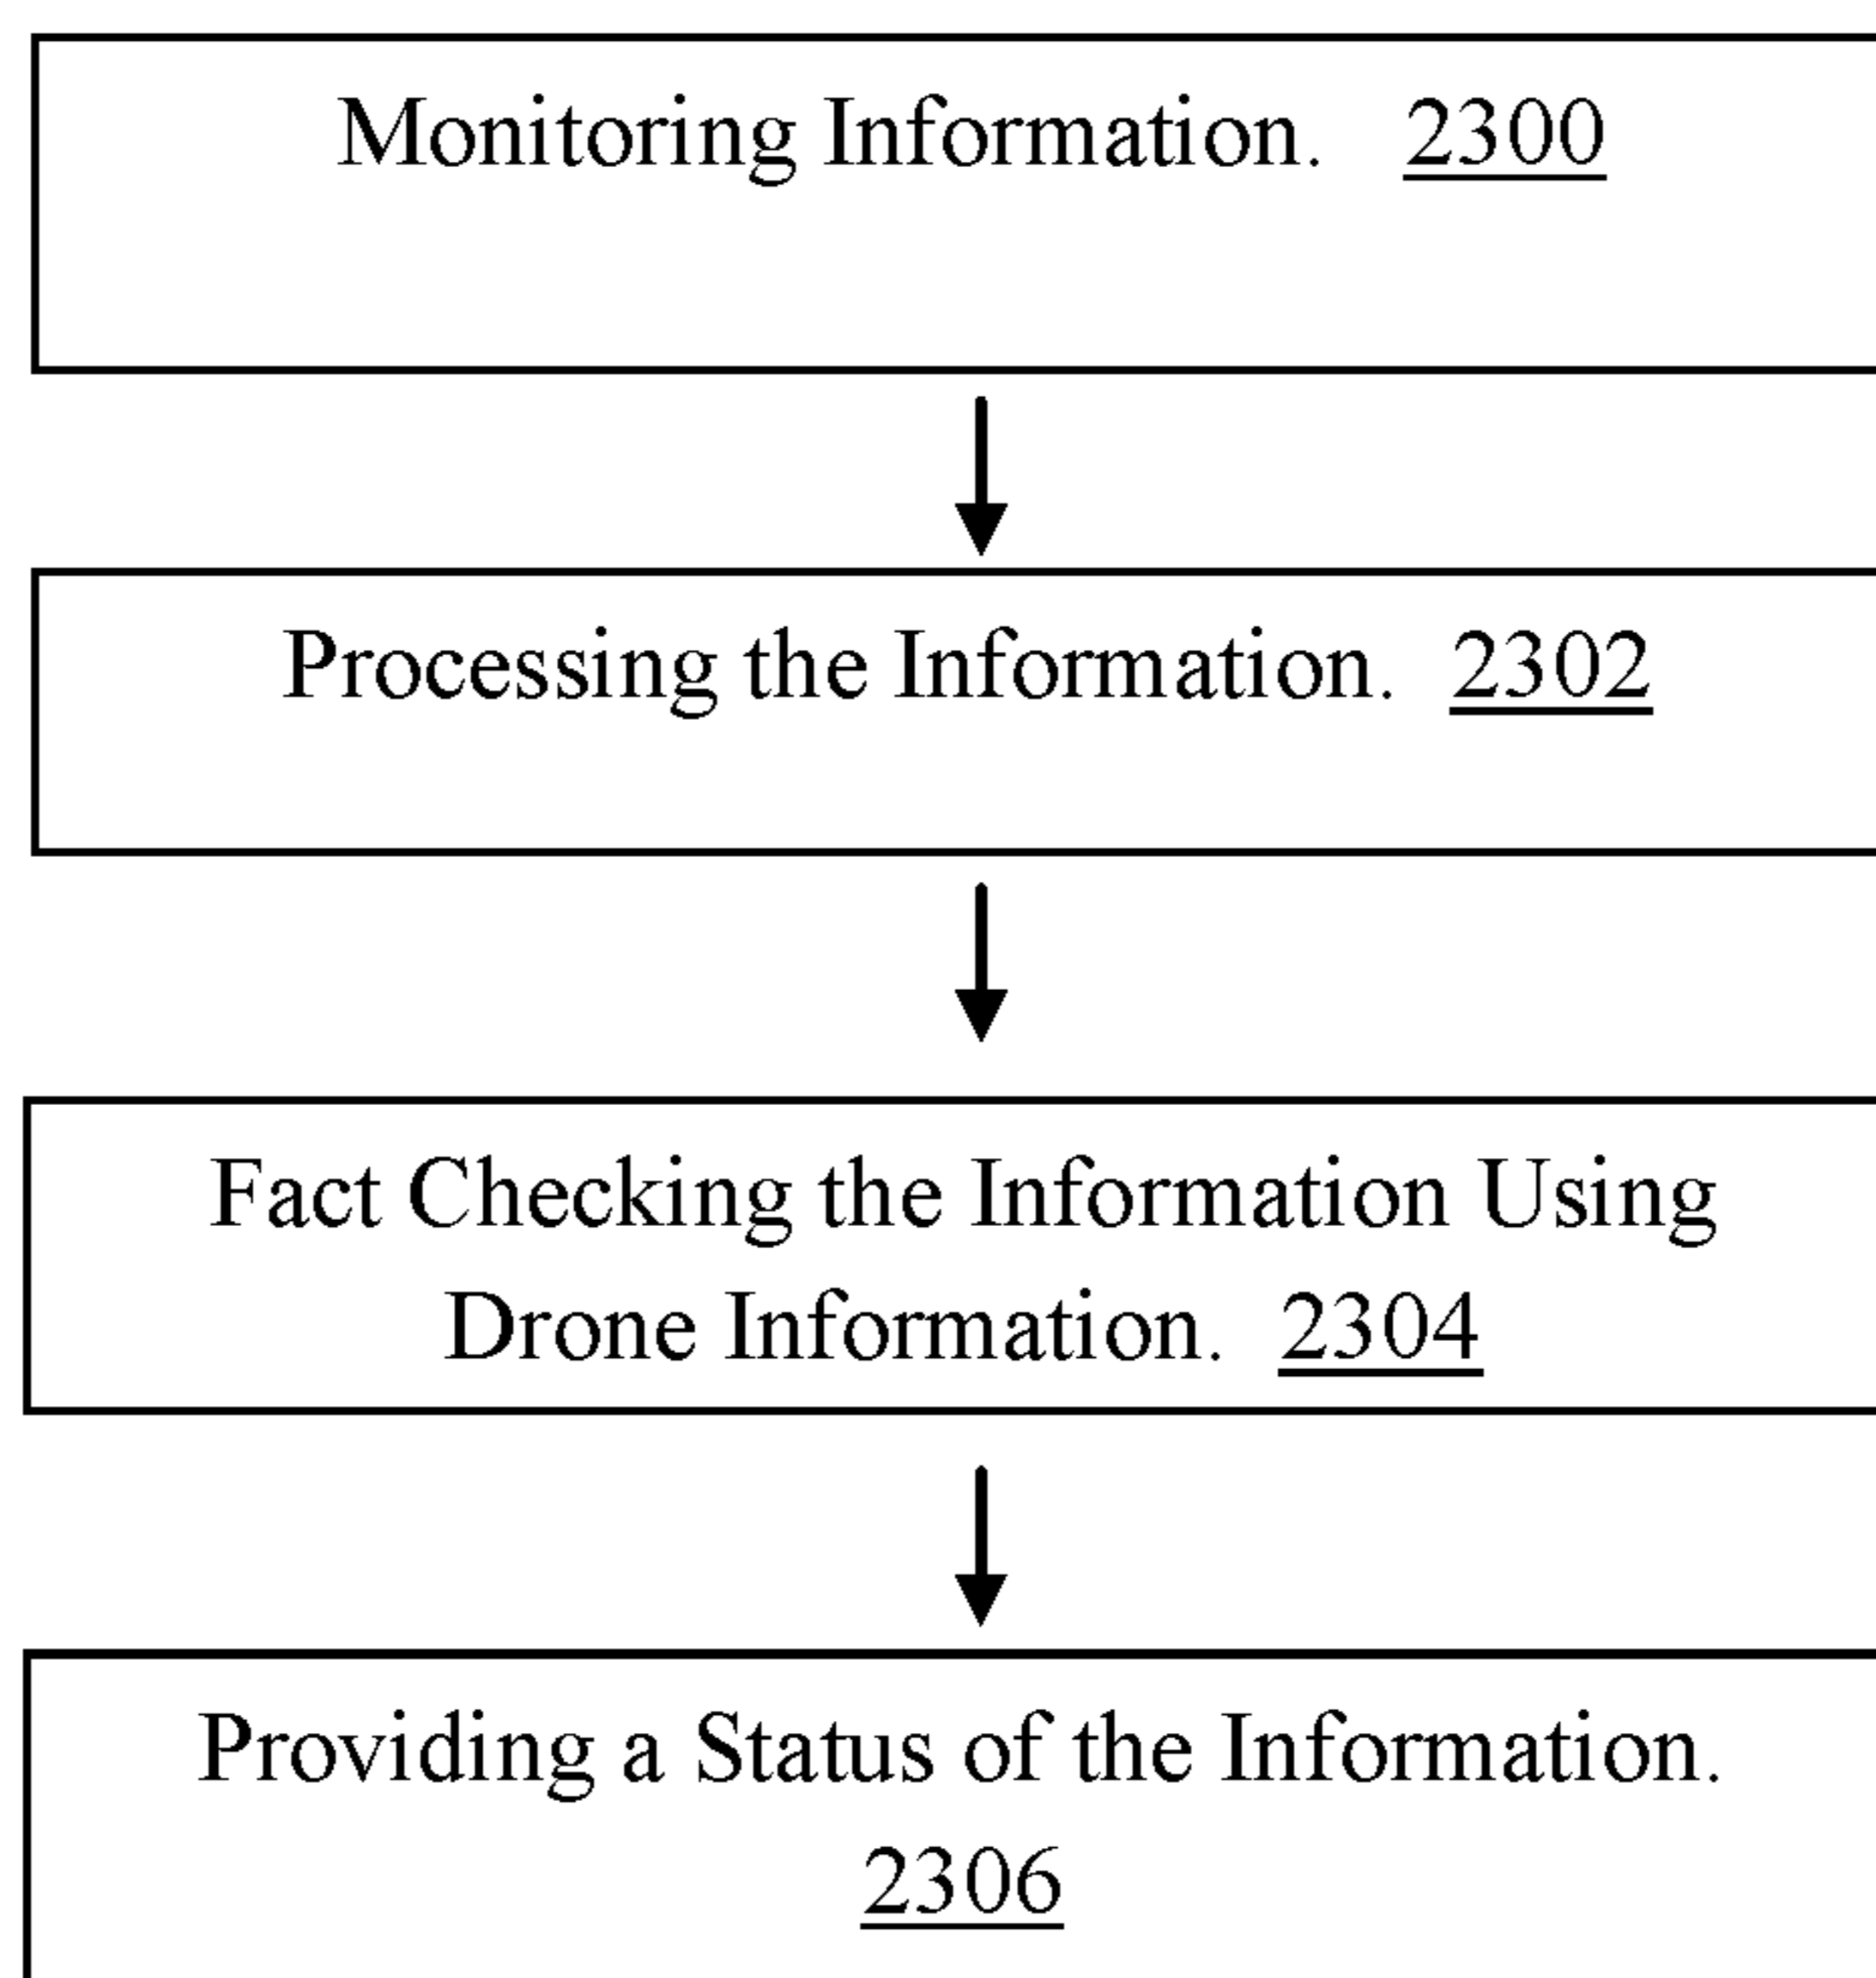 Monitoring Information. 2300
Processing the Information. 2302
Fact Checking the Information Using
Drone Information. 2304
Providing a Status of the Information.
2306